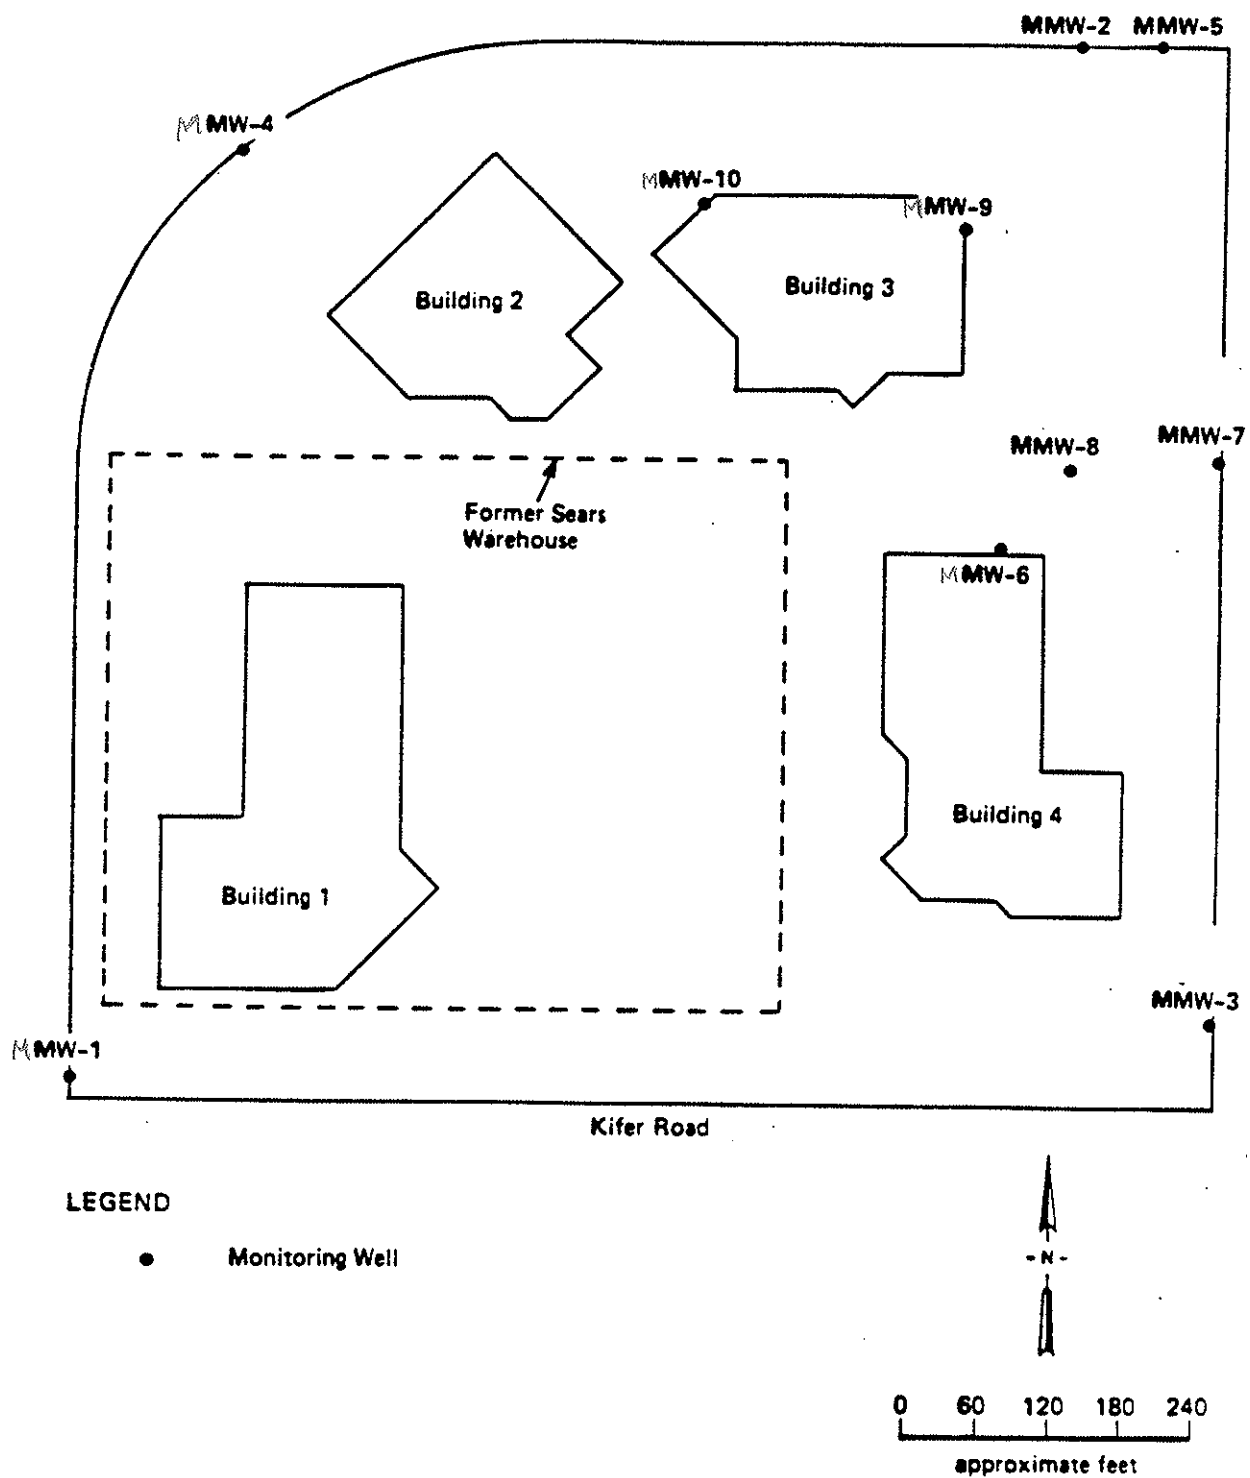 MMW-2 MMW-5
MMW-4
MMW-10
MMW-9
Building 2
Building 3
MMW-8
MMW-7
Former Sears
Warehouse
MMW-6
Building 4
Building 1
MMW-3
MMW-1
Kifer Road
LEGEND
Monitoring Well
- N -
0 60 120 180 240
approximate feet